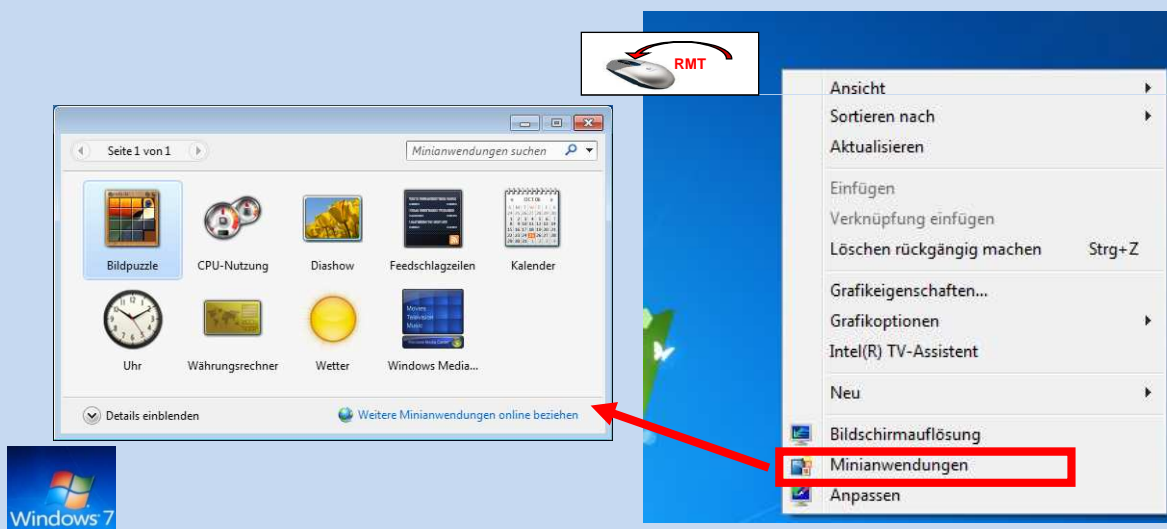 RMT
Ansicht
Sortieren nach
Aktualisieren
Einfügen
Verknüpfung einfügen
Löschen rückgängig machen Strg+Z
Grafikeigenschaften...
Grafikoptionen
Intel(R) TV-Assistent
Neu
Bildschirmauflösung
Minianwendungen
Anpassen
Seite 1 von 1 Minianwendungen suchen
Bildpuzzle CPU-Nutzung Diashow Feedschlagzeilen Kalender
Uhr Währungsrechner Wetter Windows Media...
Details einblenden Weitere Minianwendungen online beziehen
Windows 7